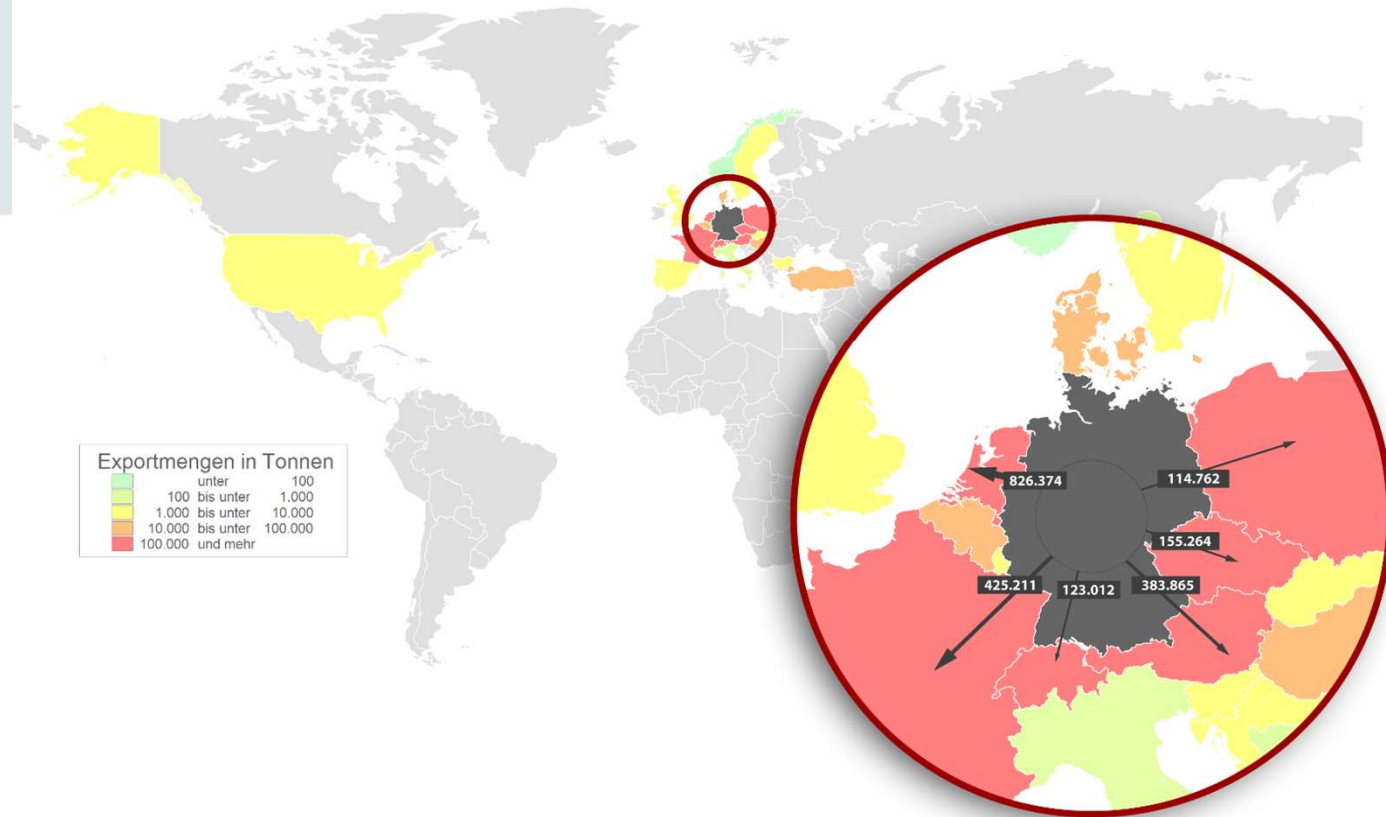 Exportmengen in Tonnen
unter 100
100 bis unter 1.000
1.000 bis unter 10.000
10.000 bis unter 100.000
100.000 und mehr
826.374
114.762
155.264
425.211
123.012
383.865